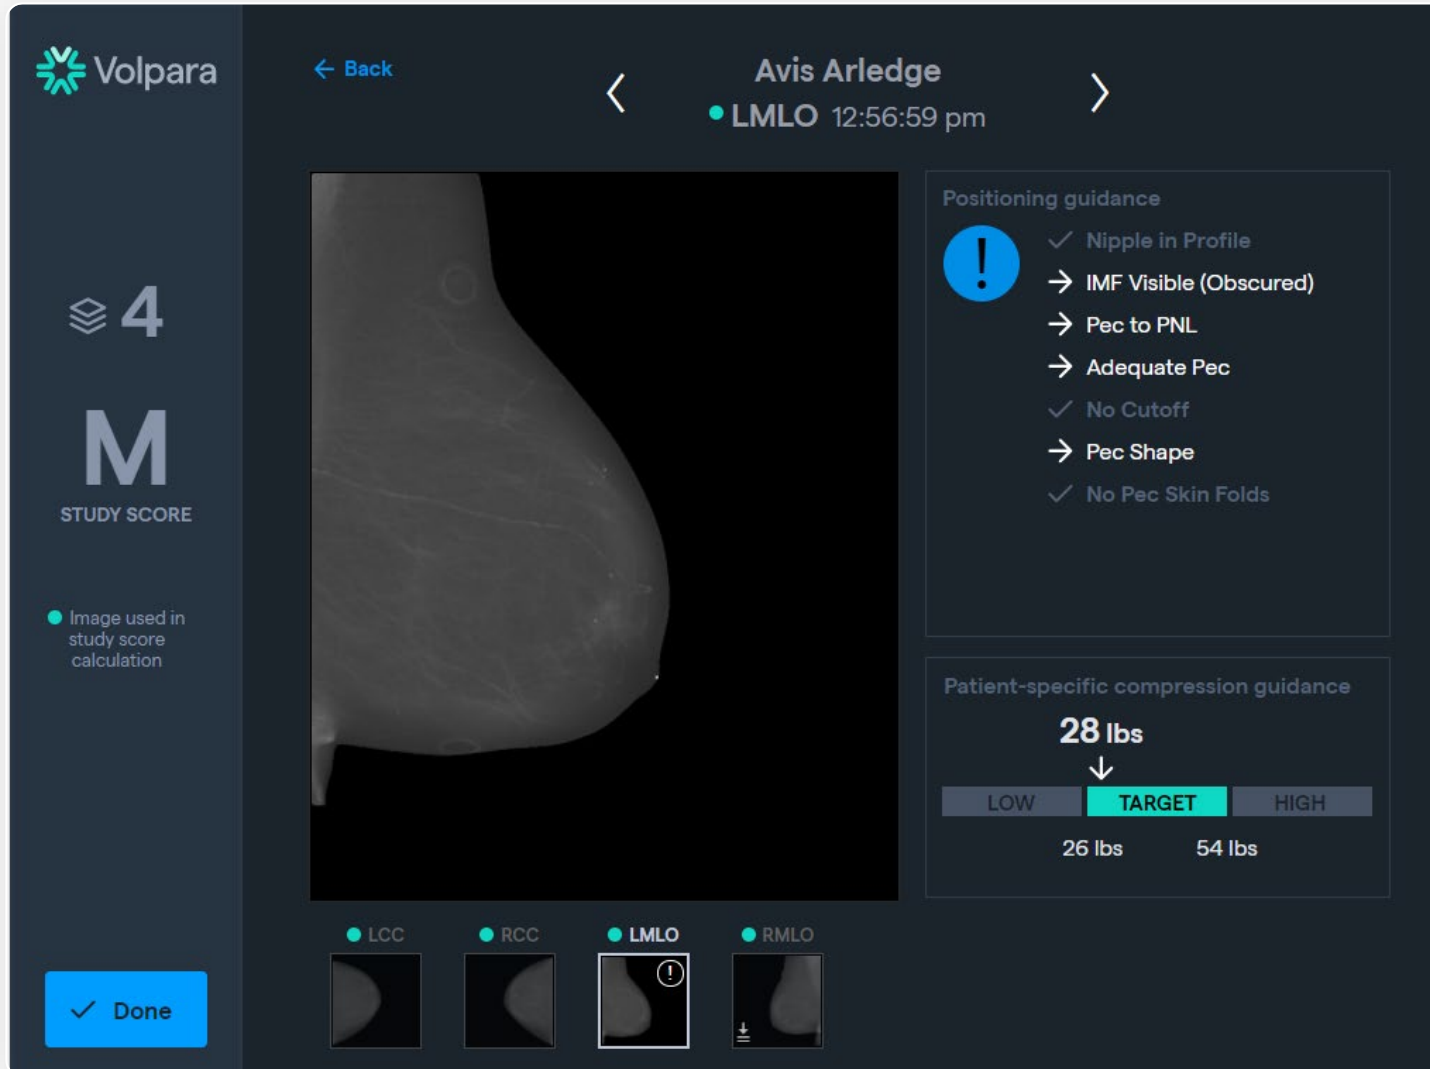 Volpara
Back
Avis Arledge
LMLO 12:56:59 pm
4
M
STUDY SCORE
Image used in
study score
calculation
Done
Positioning guidance
!
Nipple in Profile
IMF Visible (Obscured)
Pec to PNL
Adequate Pec
No Cutoff
Pec Shape
No Pec Skin Folds
Patient-specific compression guidance
28 lbs
LOW TARGET HIGH
26 lbs 54 lbs
LCC RCC LMLO RMLO
!